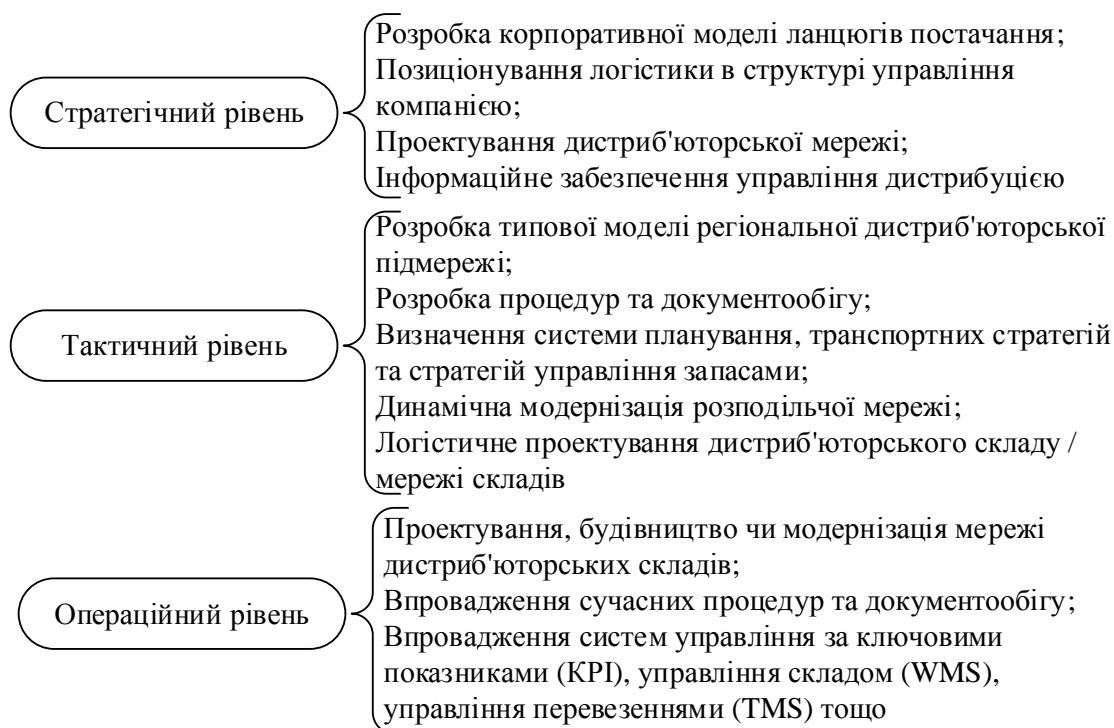 Стратегічний рівень
Розробка корпоративної моделі ланцюгів постачання;
Позиціонування логістики в структурі управління
компанією;
Проектування дистриб'юторської мережі;
Інформаційне забезпечення управління дистрибуцією
Тактичний рівень
Розробка типової моделі регіональної дистриб'юторської
підмережі;
Розробка процедур та документообігу;
Визначення системи планування, транспортних стратегій
та стратегій управління запасами;
Динамічна модернізація розподільчої мережі;
Логістичне проектування дистриб'юторського складу /
мережі складів
Операційний рівень
Проектування, будівництво чи модернізація мережі
дистриб'юторських складів;
Впровадження сучасних процедур та документообігу;
Впровадження систем управління за ключовими
показниками (KPI), управління складом (WMS),
управління перевезеннями (TMS) тощо